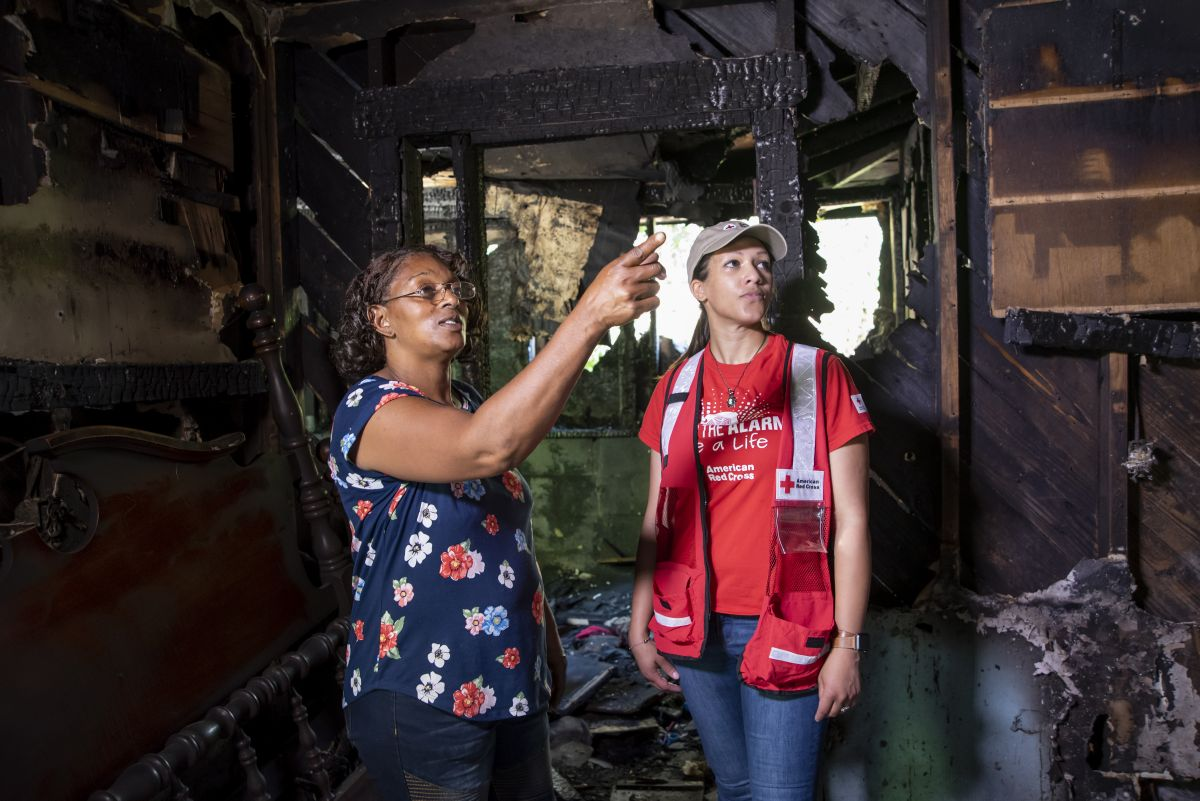 THE ALARM
a Life
American
Red Cross
American
Red Cross